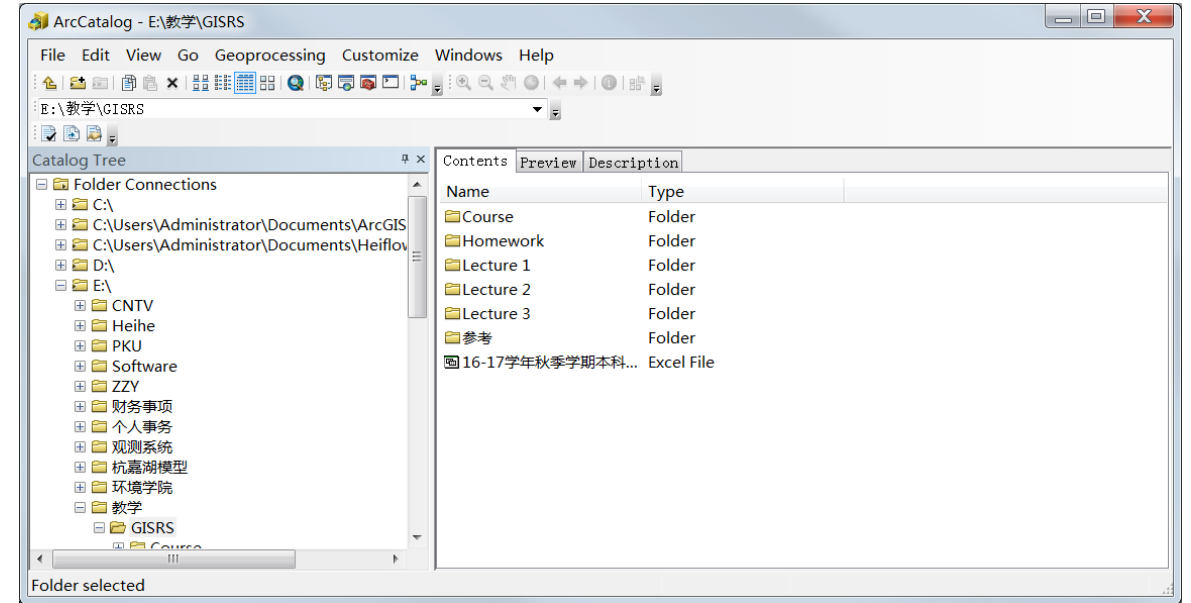 ArcCatalog - E:\教学\GISRS
File Edit View Go Geoprocessing Customize Windows Help
E:\教学\GISRS
Catalog Tree
Folder Connections
C:\
C:\Users\Administrator\Documents\ArcGIS
C:\Users\Administrator\Documents\Heiflow
D:\
E:\
CNTV
Heihe
PKU
Software
ZZY
财务事项
个人事务
观测系统
杭嘉湖模型
环境学院
教学
GISRS
Course
Contents Preview Description
Name Type
Course Folder
Homework Folder
Lecture 1 Folder
Lecture 2 Folder
Lecture 3 Folder
参考 Folder
16-17学年秋季学期本科... Excel File
Folder selected